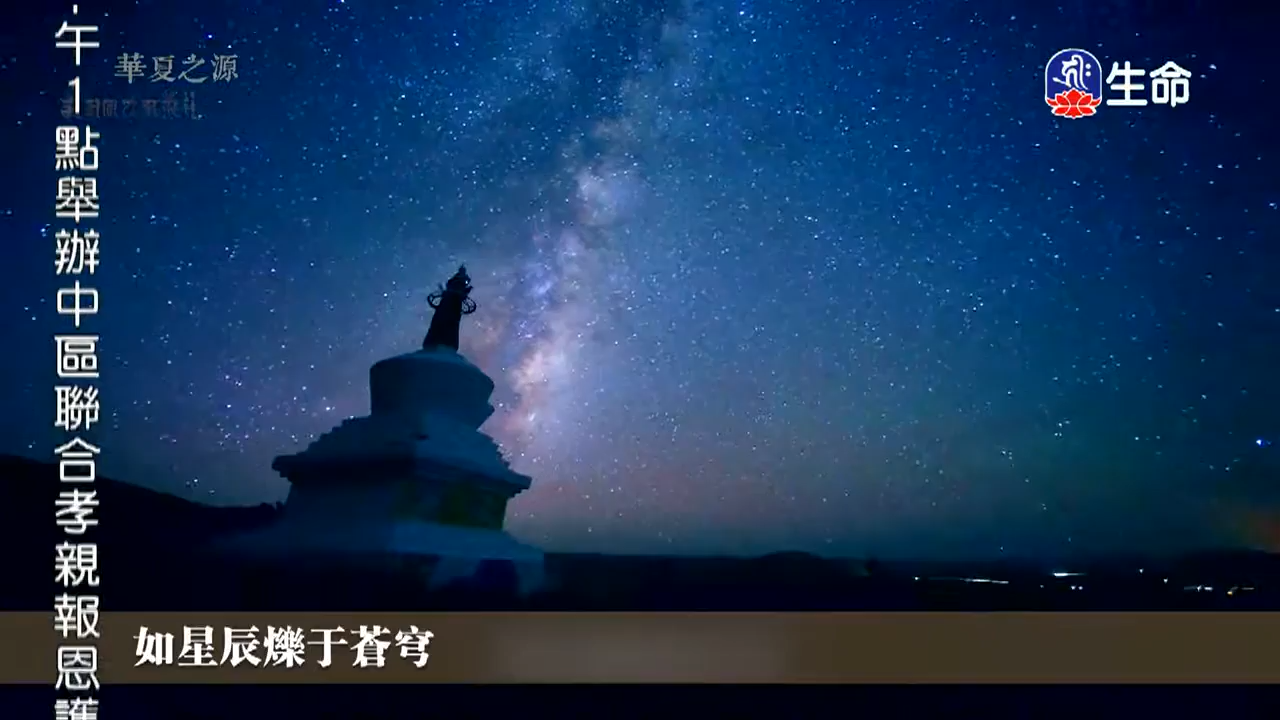 午1點舉辦中區聯合孝親報恩護
華夏之源
生命
如星辰爍于蒼穹